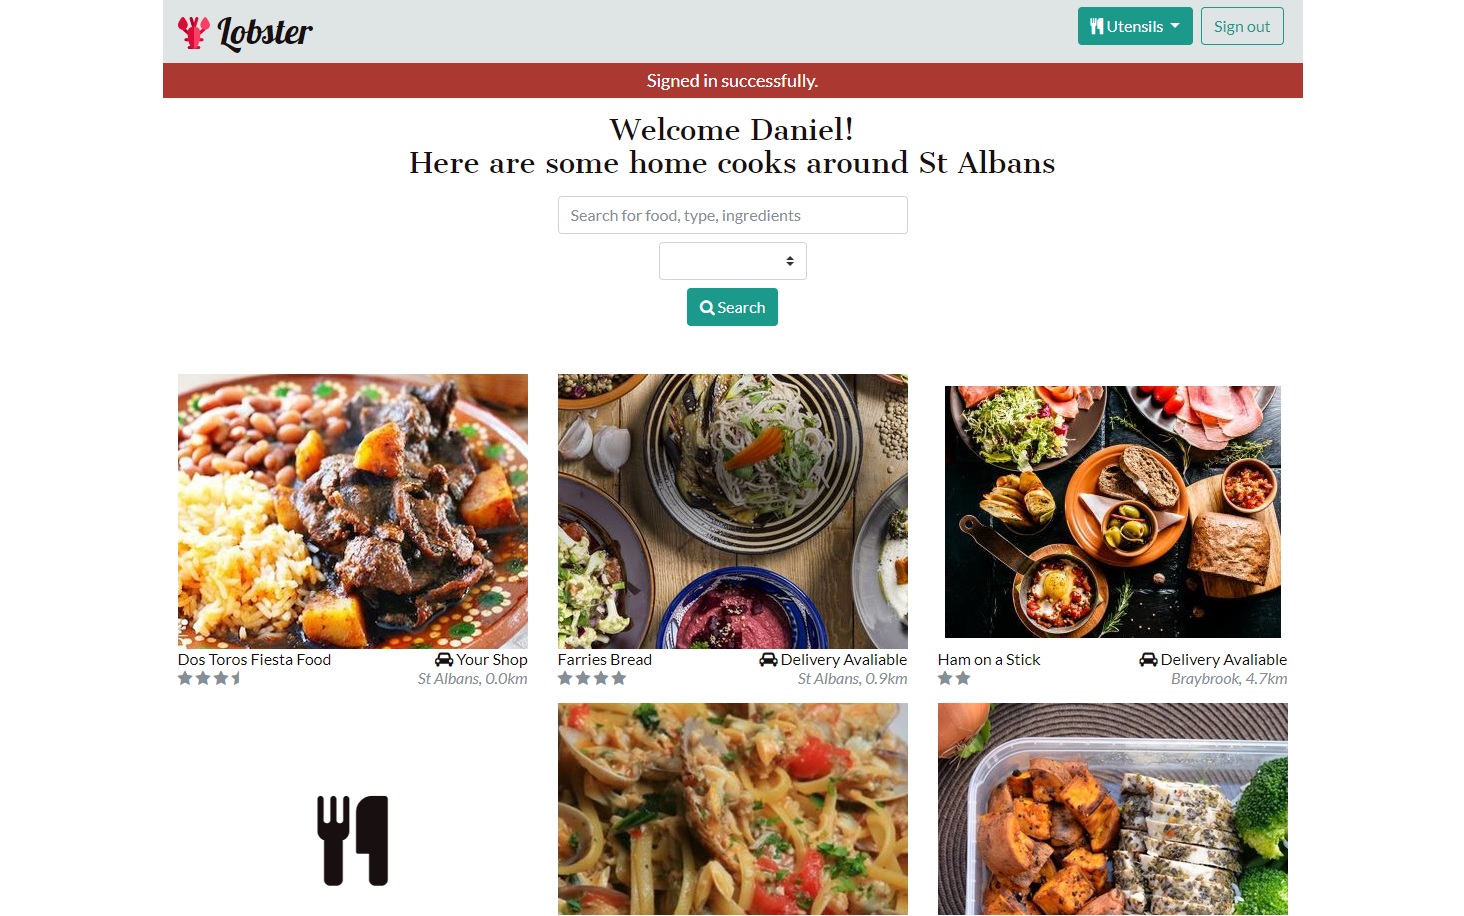 Lobster
Utensils
Sign out
Signed in successfully.
Welcome Daniel!
Here are some home cooks around St Albans
Search for food, type, ingredients
Search
Dos Toros Fiesta Food
Your Shop
St Albans, 0.0km
Farries Bread
Delivery Avaliable
St Albans, 0.9km
Ham on a Stick
Delivery Avaliable
Braybrook, 4.7km